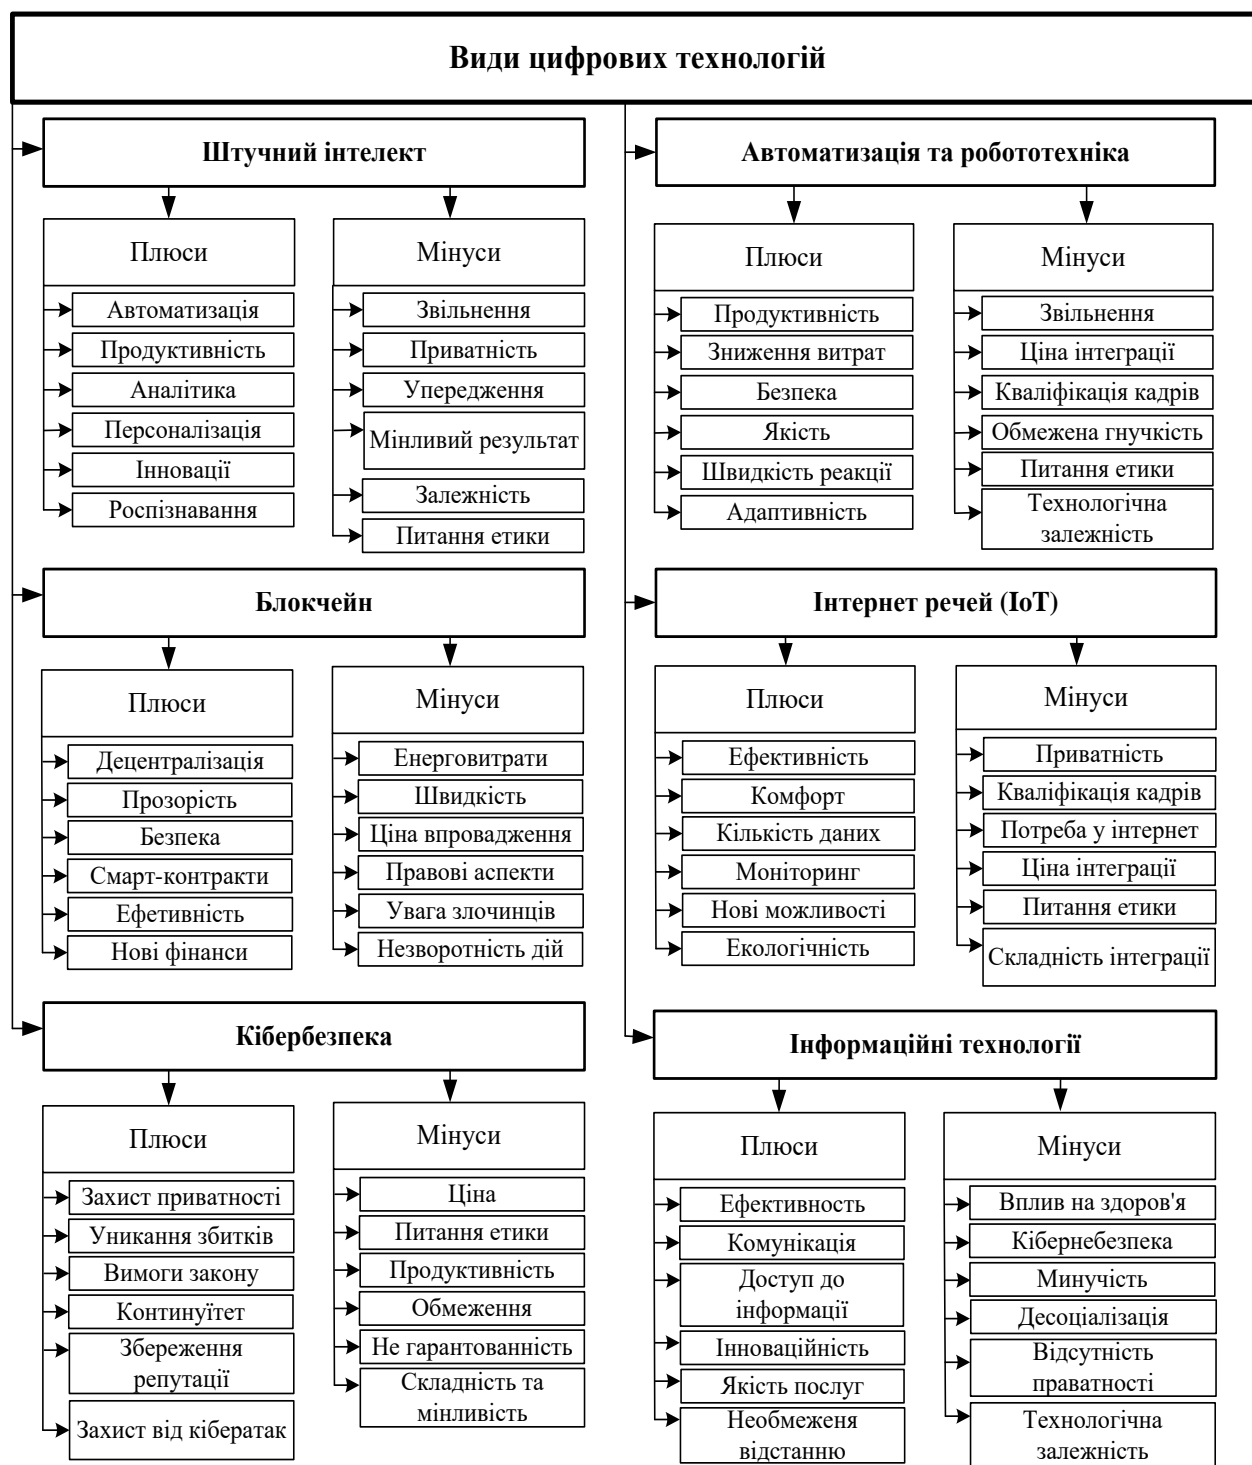 Види цифрових технологій
Штучний інтелект
Плюси
Автоматизація
Продуктивність
Аналітика
Персоналізація
Інновації
Роспізнавання
Мінуси
Звільнення
Приватність
Упередження
Мінливий результат
Залежність
Питання етики
Автоматизація та робототехніка
Плюси
Продуктивність
Зниження витрат
Безпека
Якість
Швидкість реакції
Адаптивність
Мінуси
Звільнення
Ціна інтеграції
Кваліфікація кадрів
Обмежена гнучкість
Питання етики
Технологічна
залежність
Блокчейн
Плюси
Децентралізація
Прозорість
Безпека
Смарт-контракти
Ефетивність
Нові фінанси
Мінуси
Енерговитрати
Швидкість
Ціна впровадження
Правові аспекти
Увага злочинців
Незворотність дій
Інтернет речей (IoT)
Плюси
Ефективність
Комфорт
Кількість даних
Моніторинг
Нові можливості
Екологічність
Мінуси
Приватність
Кваліфікація кадрів
Потреба у інтернет
Ціна інтеграції
Питання етики
Складність інтеграції
Кібербезпека
Плюси
Захист приватності
Уникання збитків
Вимоги закону
Континуїтет
Збереження
репутації
Захист від кібератак
Мінуси
Ціна
Питання етики
Продуктивність
Обмеження
Не гарантованність
Складність та
мінливість
Інформаційні технології
Плюси
Ефективность
Комунікація
Доступ до
інформації
Інноваційність
Якість послуг
Необмеженя
відстанню
Мінуси
Вплив на здоров'я
Кібернебезпека
Минучість
Десоціалізація
Відсутність
праватності
Технологічна
залежність